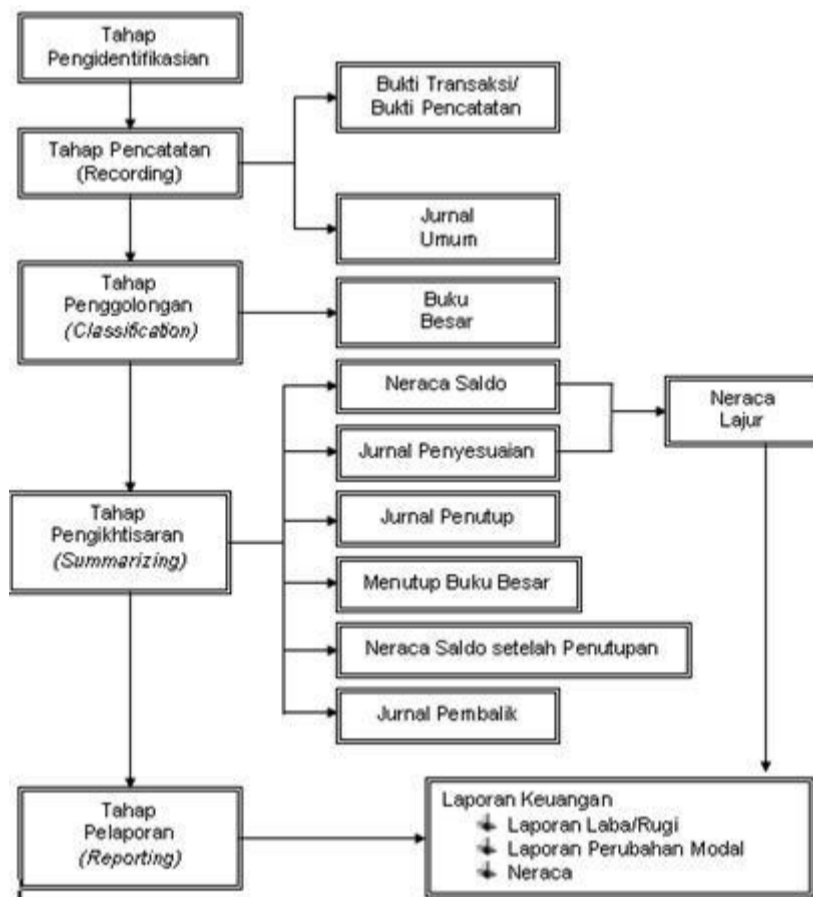 Tahap
Pengidentifikasian
Bukti Transaksi/
Bukti Pencatatan
Tahap Pencatatan
(Recording)
Jurnal
Umum
Tahap
Penggolongan
(Classification)
Buku
Besar
Neraca Saldo
Neraca
Lajur
Jurnal Penyesuaian
Tahap
Pengikhtisaran
(Summarizing)
Jurnal Penutup
Menutup Buku Besar
Neraca Saldo setelah Penutupan
Jurnal Pembalik
Tahap
Pelaporan
(Reporting)
Laporan Keuangan
Laporan Laba/Rugi
Laporan Perubahan Modal
Neraca